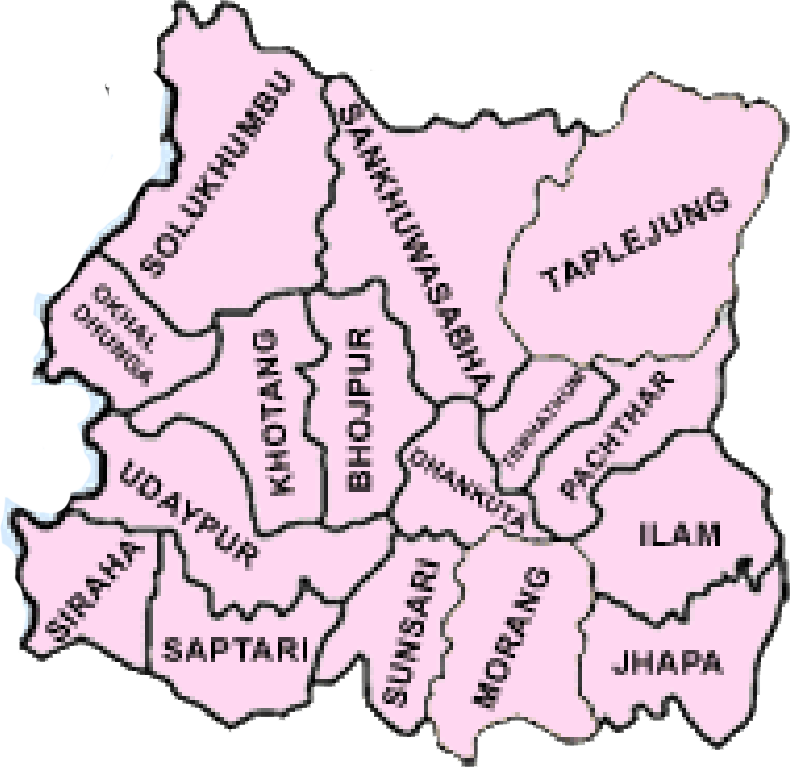 SOLUKHUMBU
SANKHUWASABHA
TAPLEJUNG
OKHAL
DHUNGA
KHOTANG
BHOJPUR
TERHATHUM
PACHTHAR
DHANKUTA
UDAYPUR
ILAM
SIRAHA
SAPTARI
SUNSARI
MORANG
JHAPA